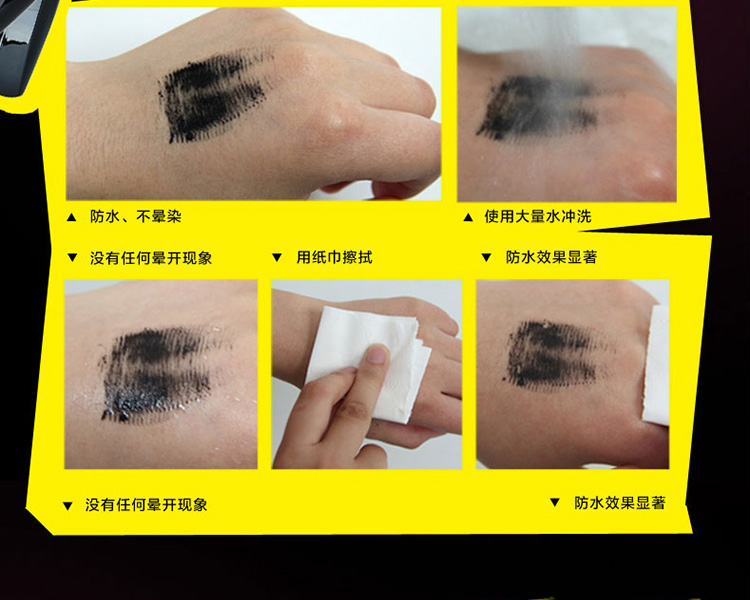 ▲ 防水、不晕染
▲ 使用大量水冲洗
▼ 没有任何晕开现象
▼ 用纸巾擦拭
▼ 防水效果显著
▼ 没有任何晕开现象
▼ 防水效果显著